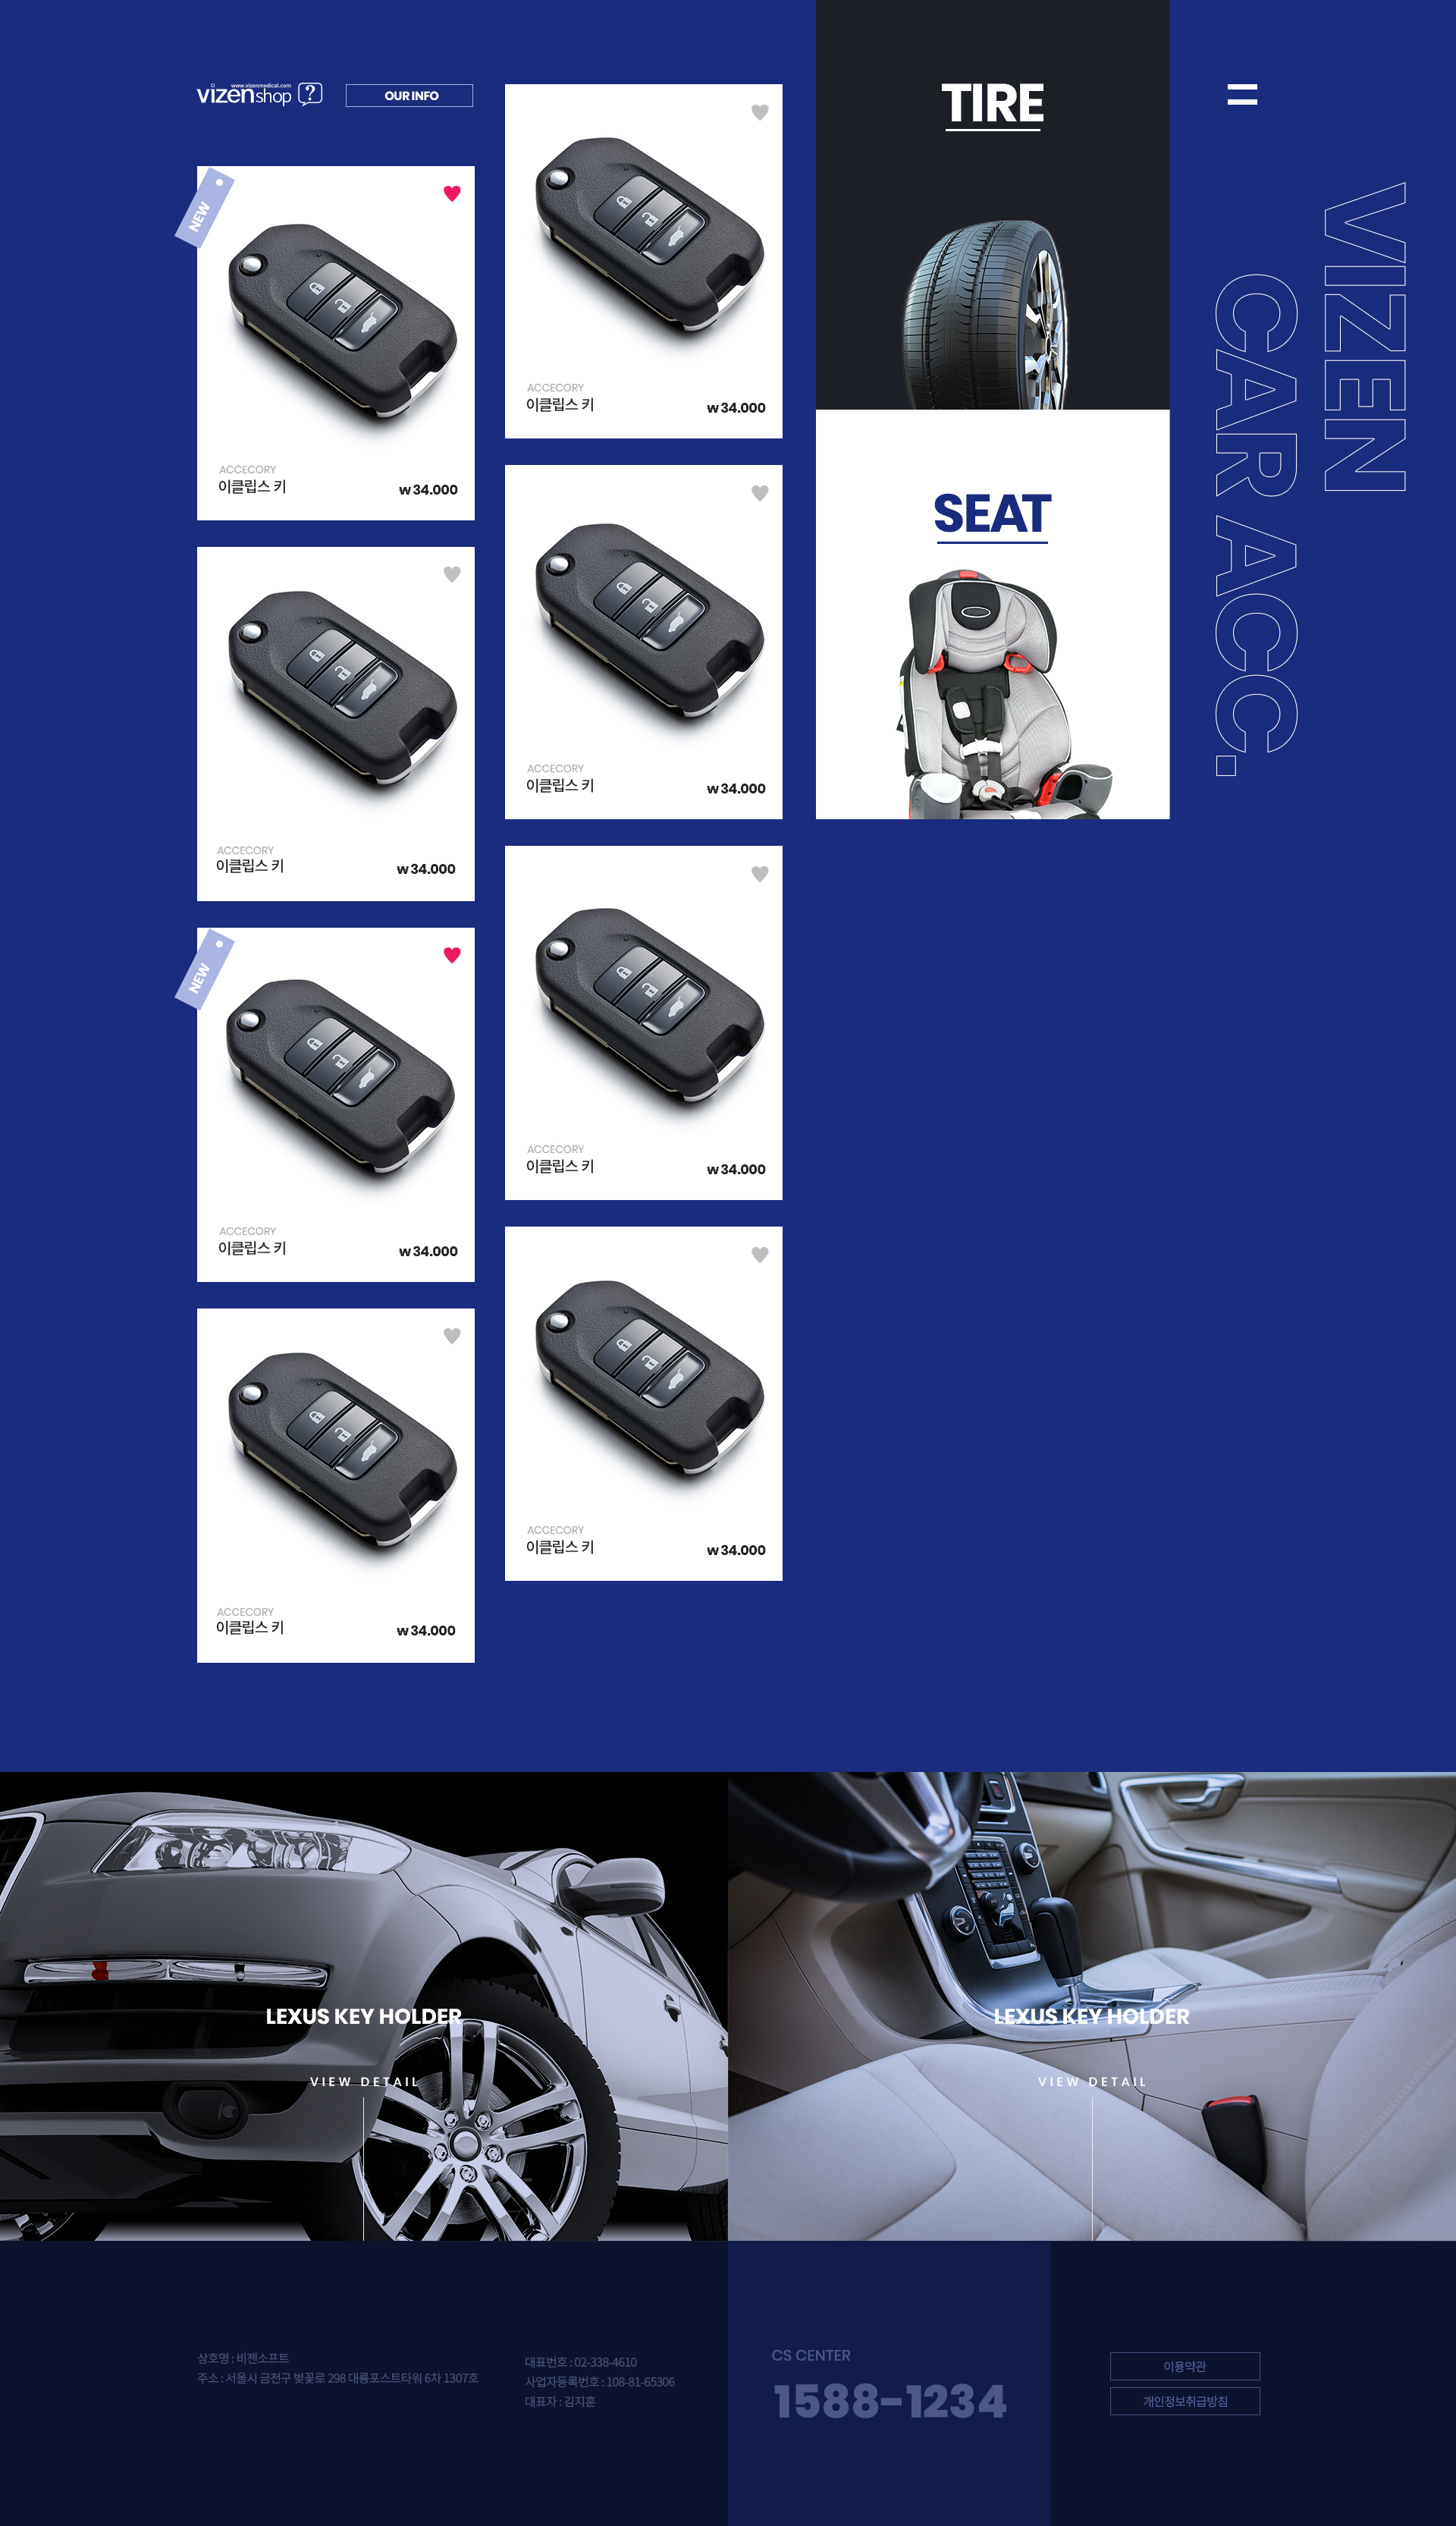 www.vizenmedical.com
vizenshop
?
OUR INFO
NEW
ACCECORY
이클립스 키
₩ 34.000
ACCECORY
이클립스 키
₩ 34.000
NEW
ACCECORY
이클립스 키
₩ 34.000
ACCECORY
이클립스 키
₩ 34.000
ACCECORY
이클립스 키
₩ 34.000
ACCECORY
이클립스 키
₩ 34.000
ACCECORY
이클립스 키
₩ 34.000
ACCECORY
이클립스 키
₩ 34.000
TIRE
SEAT
VIZEN
CAR ACC.
LEXUS KEY HOLDER
VIEW DETAIL
LEXUS KEY HOLDER
VIEW DETAIL
상호명 : 비젠소프트
주소 : 서울시 금천구 벚꽃로 298 대륭포스트타워 6차 1307호
대표번호 : 02-338-4610
사업자등록번호 : 108-81-65306
대표자 : 김지훈
CS CENTER
1588-1234
이용약관
개인정보취급방침